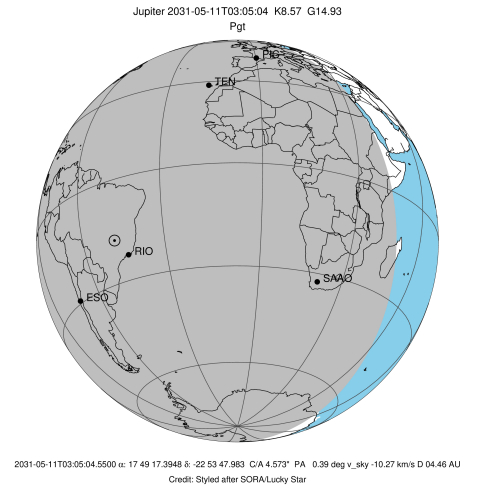 Jupiter 2031-05-11T03:05:04 K8.57 G14.93
Pgt
PIC
TEN
RIO
SAAO
ESO
2031-05-11T03:05:04.5500 α: 17 49 17.3948 δ: -22 53 47.983 C/A 4.573" PA 0.39 deg v_sky -10.27 km/s D 04.46 AU
Credit: Styled after SORA/Lucky Star